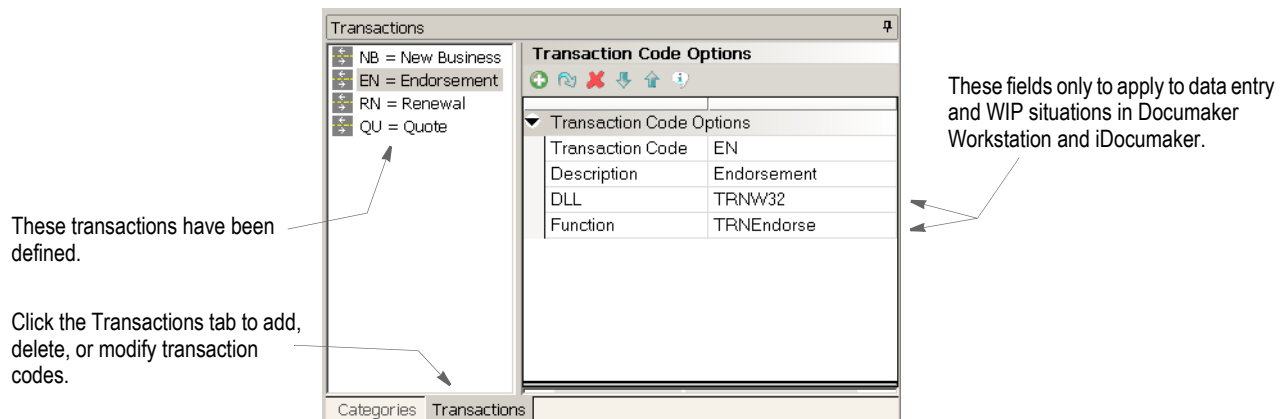 Transactions
NB = New Business
EN = Endorsement
RN = Renewal
QU = Quote
Transaction Code Options
Transaction Code Options
Transaction Code EN
Description Endorsement
DLL TRNW32
Function TRNEndorse
Categories Transactions
These transactions have been
defined.
Click the Transactions tab to add,
delete, or modify transaction
codes.
These fields only to apply to data entry
and WIP situations in Documaker
Workstation and iDocumaker.